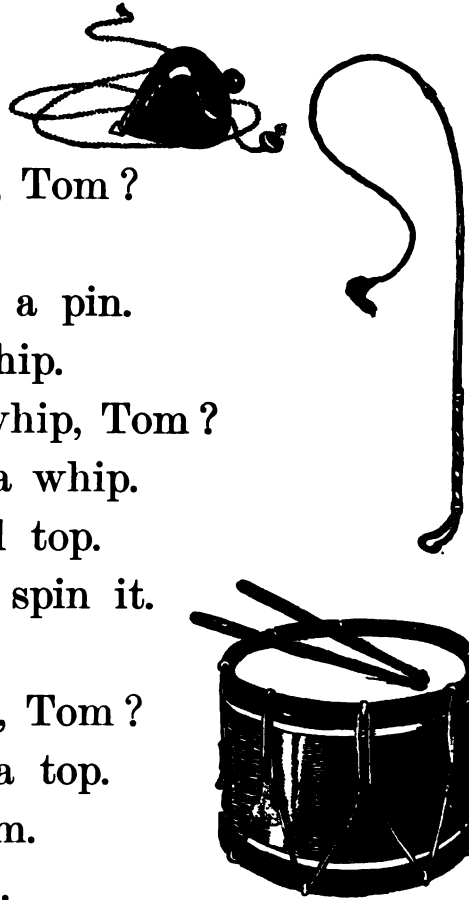 , Tom ?
a pin.
hip.
whip, Tom ?
a whip.
l top.
spin it.
, Tom ?
a top.
m.
.